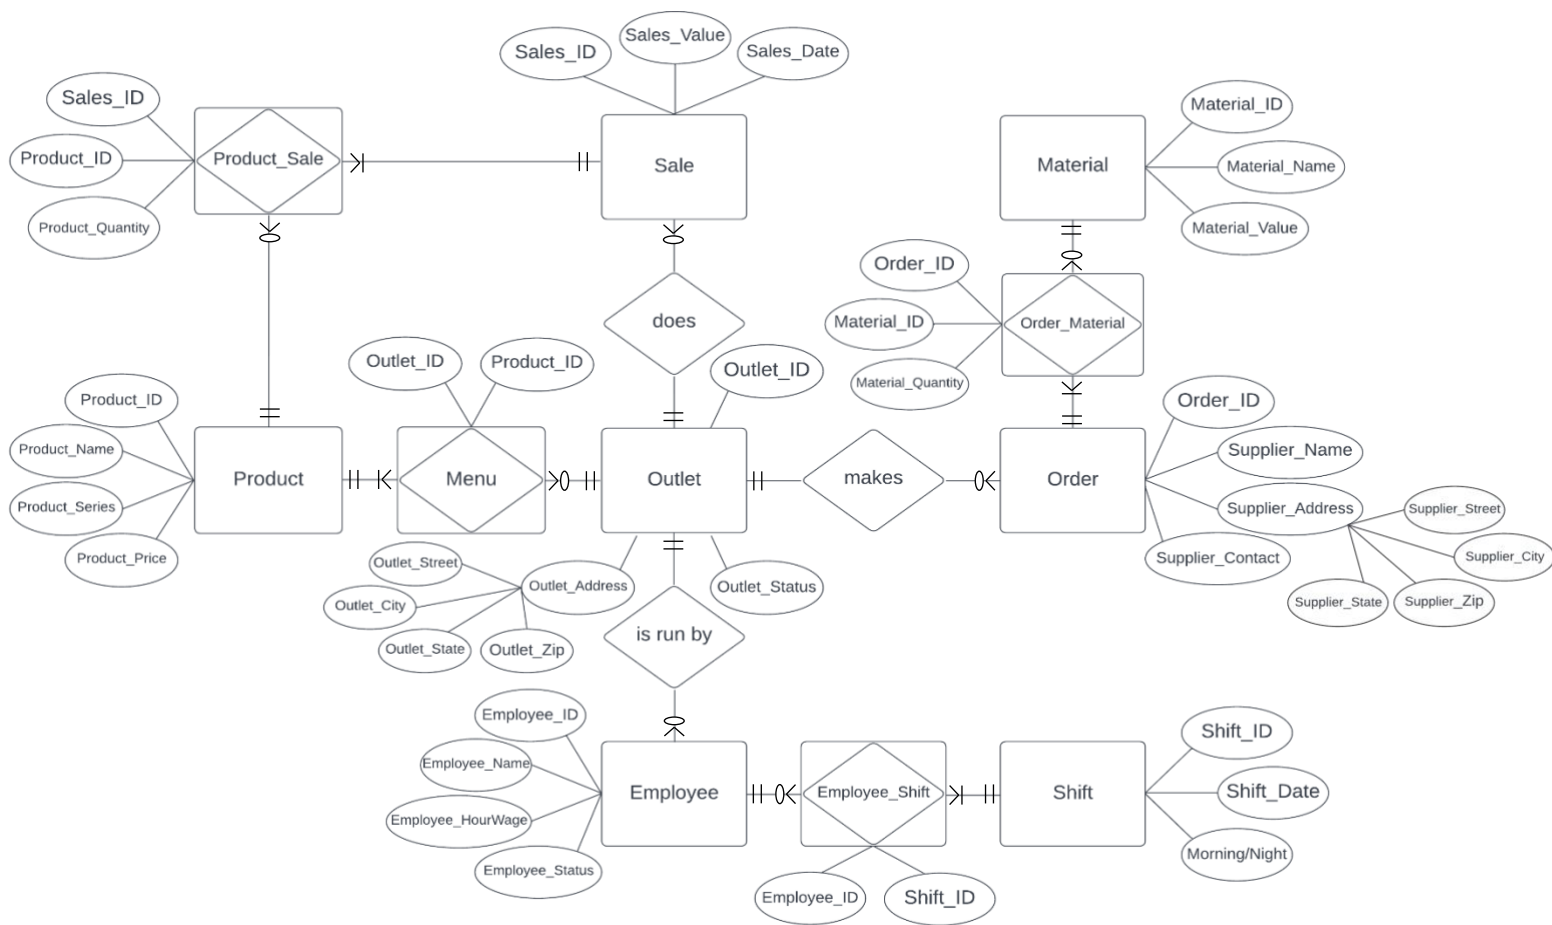 Sales_ID
Sales_Value
Sales_Date
Sales_ID
Product_ID
Product_Quantity
Product_Sale
Sale
Material
Material_ID
Material_Name
Material_Value
does
Order_ID
Material_ID
Material_Quantity
Order_Material
Outlet_ID
Product_ID
Outlet_ID
Product_ID
Product_Name
Product_Series
Product_Price
Product
Menu
Outlet
makes
Order
Order_ID
Supplier_Name
Supplier_Address
Supplier_Contact
Supplier_Street
Supplier_City
Supplier_State
Supplier_Zip
Outlet_Street
Outlet_City
Outlet_State
Outlet_Zip
Outlet_Address
Outlet_Status
is run by
Employee_ID
Employee_Name
Employee_HourWage
Employee_Status
Employee
Employee_Shift
Shift
Shift_ID
Shift_Date
Morning/Night
Employee_ID
Shift_ID